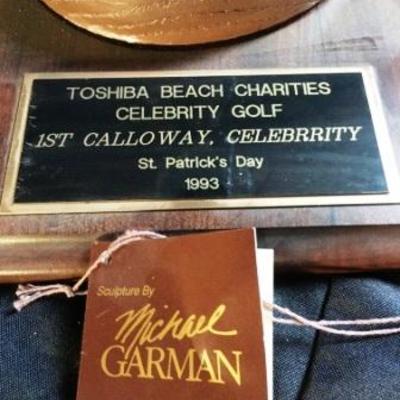 TOSHIBA BEACH CHARITIES
CELEBRITY GOLF
1ST CALLOWAY, CELEBRRITY
St. Patrick's Day
1993
Sculpture By
Michael
GARMAN